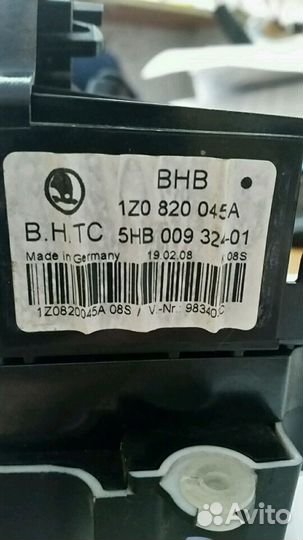 BHB
1Z0 820 045A
B.H.TC 5HB 009 324-01
Made in Germany 19.02.08 08S
1Z0820045A 08S / V.-Nr.: 98340
Avito